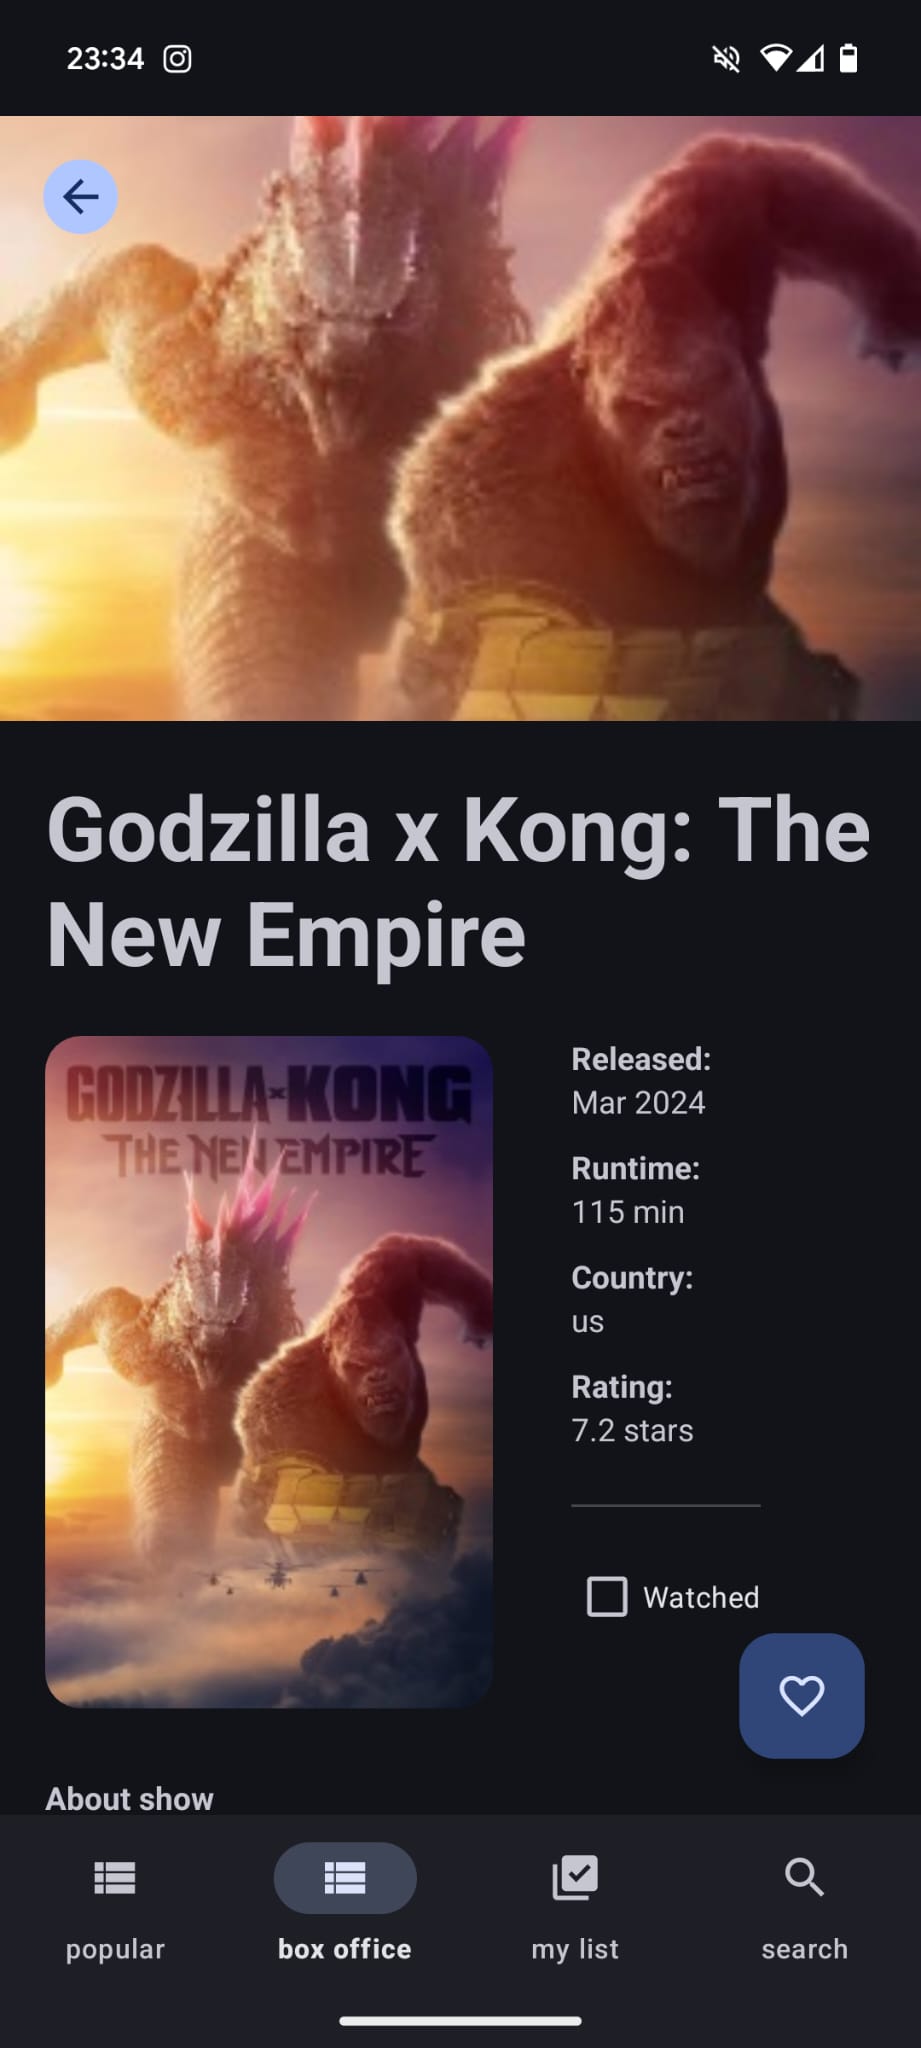 23:34
Godzilla x Kong: The
New Empire
GODZILLA x KONG
THE NEW EMPIRE
Released:
Mar 2024
Runtime:
115 min
Country:
us
Rating:
7.2 stars
Watched
About show
popular
box office
my list
search